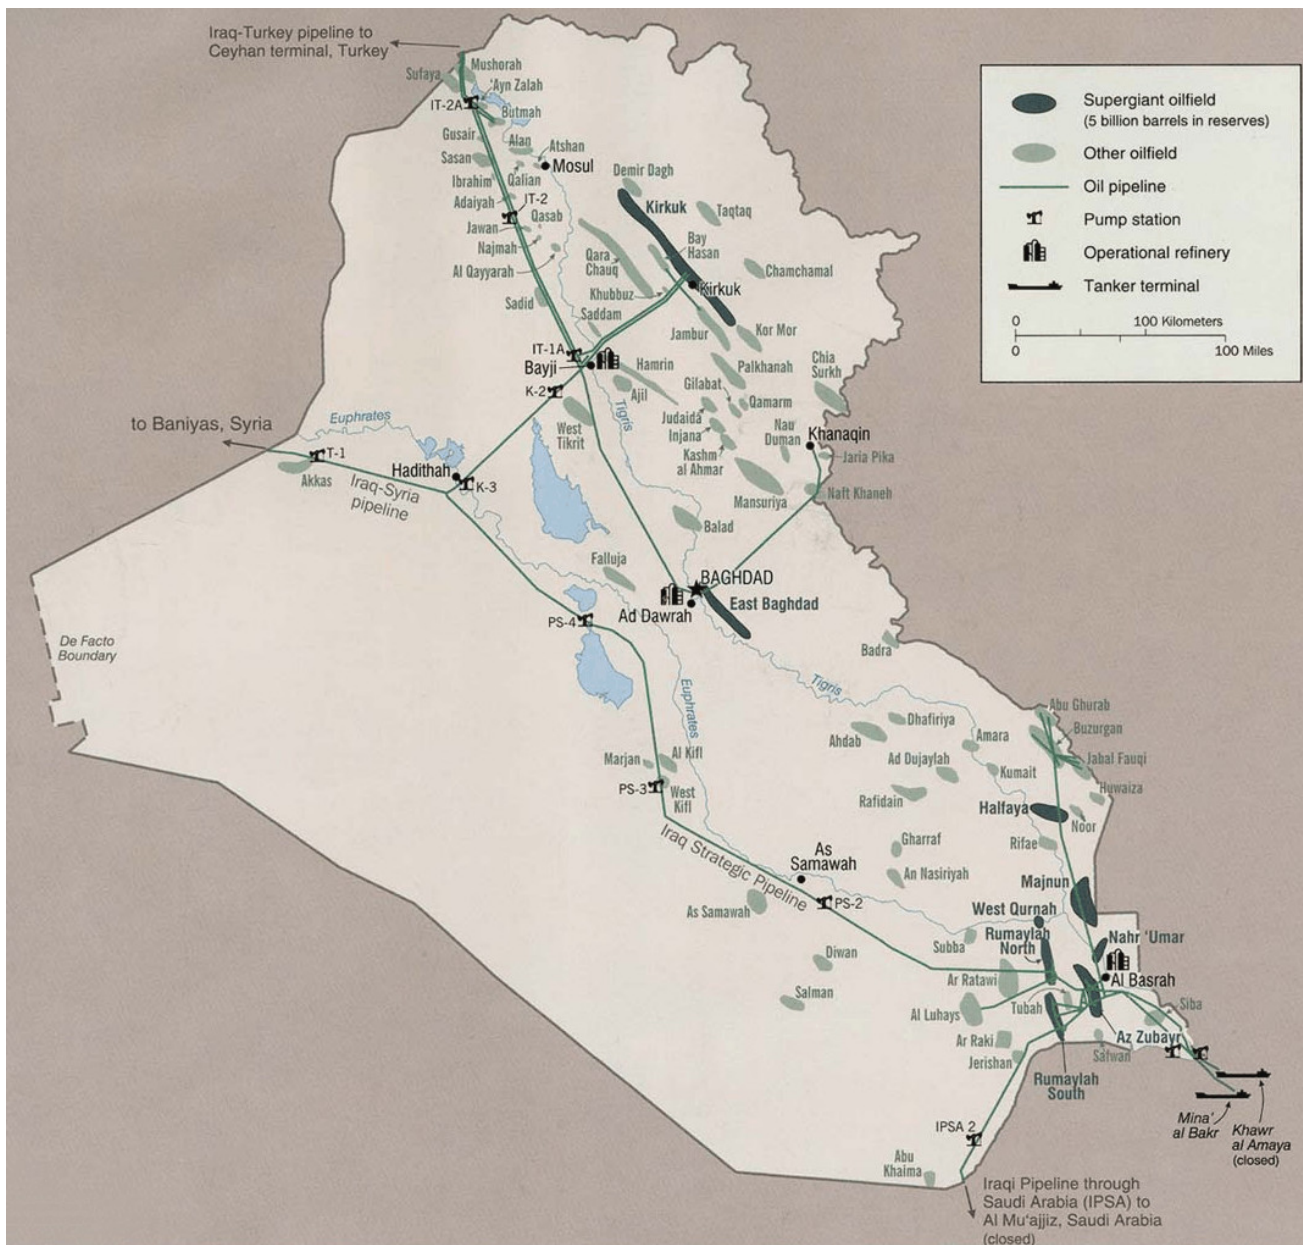 Iraq-Turkey pipeline to
Ceyhan terminal, Turkey
Mushorah
Sufaya
'Ayn Zalah
IT-2A
Butmah
Gusair
Alan
Atshan
Sasan
Mosul
Ibrahim
Qalian
Demir Dagh
Adaiyah
IT-2
Kirkuk
Taqtaq
Jawan
Qasab
Najmah
Bay
Hasan
Qara
Chauq
Al Qayyarah
Chamchamal
Khubbuz
Kirkuk
Sadid
Saddam
Jambur
Kor Mor
IT-1A
Bayji
Hamrin
Palkhanah
Chia
Surkh
K-2
Ajil
Gilabat
Qamarm
Judaida
Tigris
West
Tikrit
Injana
Nau
Duman
Khanaqin
Kashm
al Ahmar
Jaria Pika
Euphrates
to Baniyas, Syria
T-1
Hadithah
K-3
Akkas
Iraq-Syria
pipeline
Mansuriya
Naft Khaneh
Balad
Falluja
BAGHDAD
East Baghdad
Ad Dawrah
PS-4
De Facto
Boundary
Badra
Euphrates
Tigris
Abu Ghurab
Dhafiriya
Buzurgan
Ahdab
Amara
Marjan
Al Kifl
Ad Dujaylah
Jabal Fauqi
Kumait
PS-3
West
Kifl
Rafidain
Huwaiza
Halfaya
Noor
Iraq Strategic Pipeline
As
Samawah
Gharraf
Rifae
An Nasiriyah
Majnun
As Samawah
PS-2
West Qurnah
Subba
Rumaylah
North
Nahr 'Umar
Diwan
Ar Ratawi
Al Basrah
Salman
Al Luhays
Tubah
Siba
Ar Raki
Az Zubayr
Jerishan
Safwan
Rumaylah
South
IPSA 2
Mina'
al Bakr
Khawr
al Amaya
(closed)
Abu
Khaima
Iraqi Pipeline through
Saudi Arabia (IPSA) to
Al Mu'ajjiz, Saudi Arabia
(closed)
Supergiant oilfield
(5 billion barrels in reserves)
Other oilfield
Oil pipeline
Pump station
Operational refinery
Tanker terminal
0 100 Kilometers
0 100 Miles